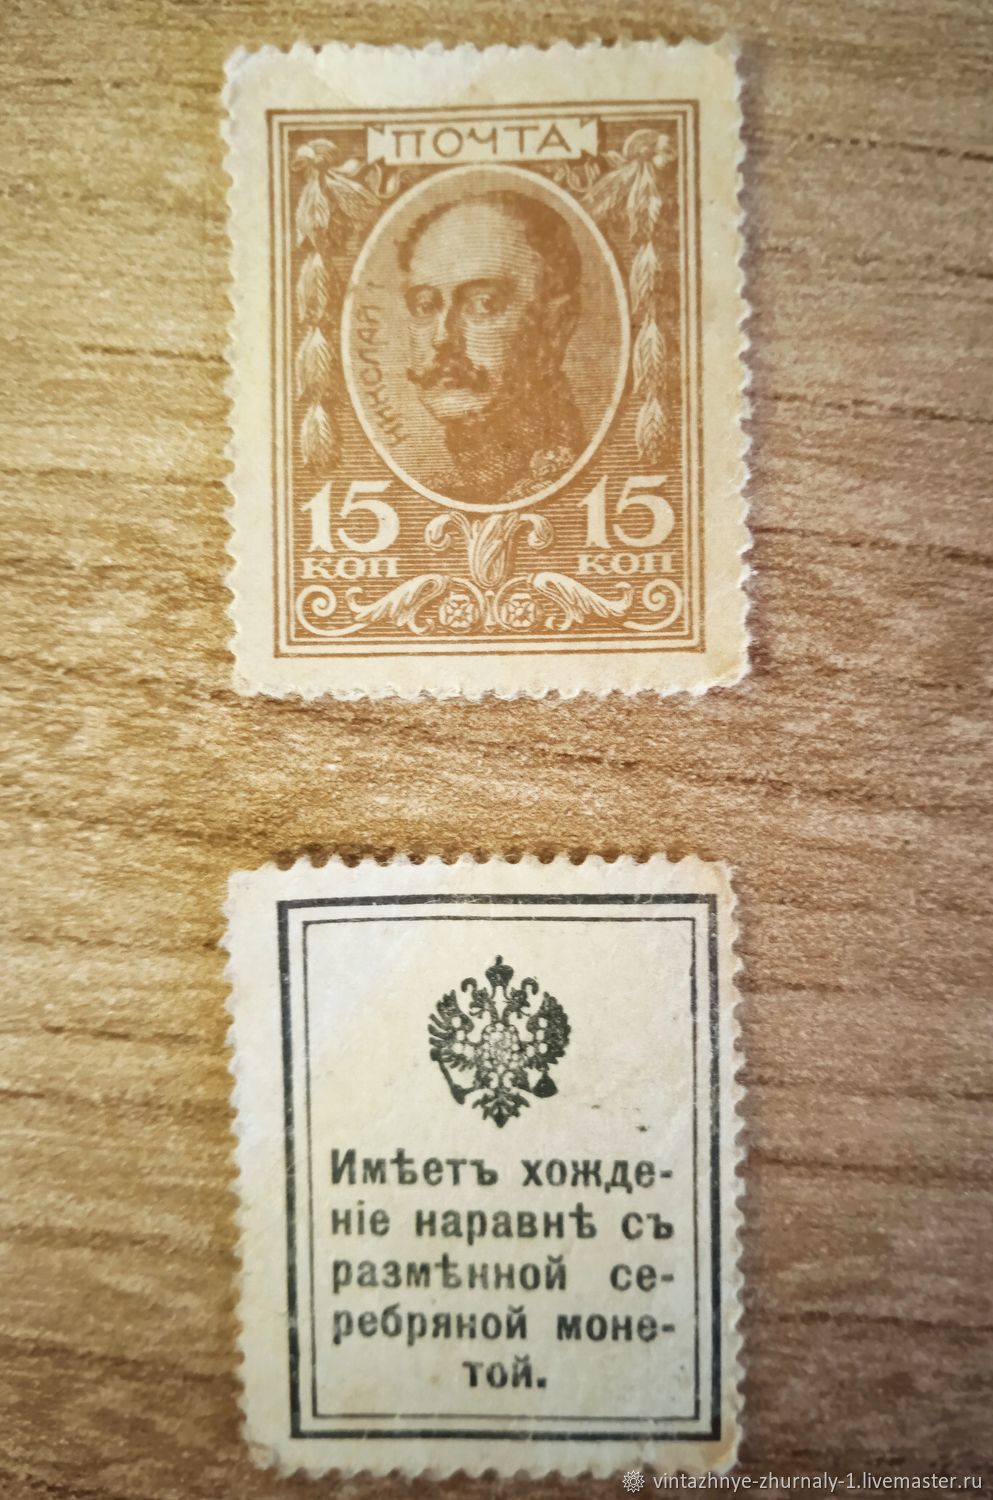 ПОЧТА
НИКОЛАЙ I
15 15
КОП КОП
Имѣетъ хожде-
ніе наравнѣ съ
размѣнной се-
ребряной моне-
той.
vintazhnye-zhurnaly-1.livemaster.ru